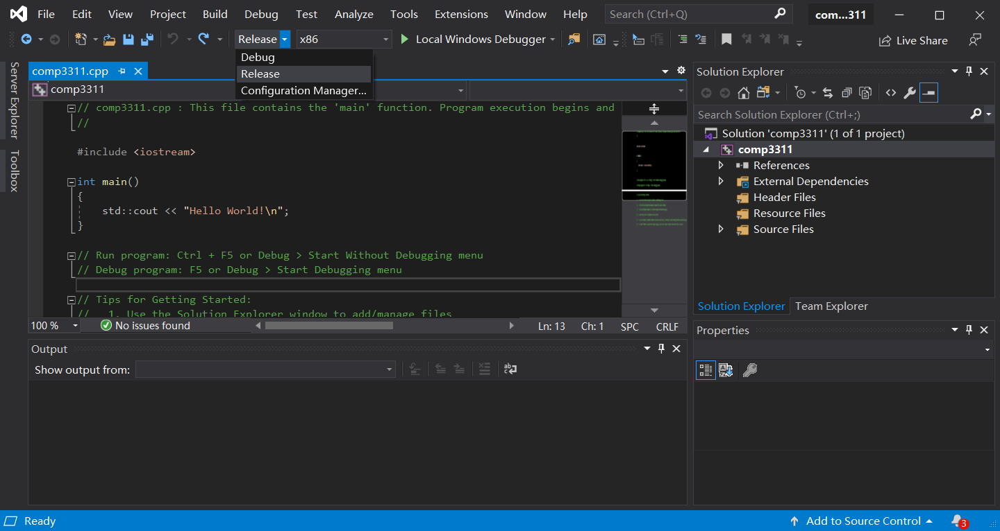 File Edit View Project Build Debug Test Analyze Tools Extensions Window Help Search (Ctrl+Q) com...311
Release x86 Local Windows Debugger Live Share
Debug
Release
Configuration Manager...
Server Explorer
Toolbox
comp3311.cpp
comp3311
// comp3311.cpp : This file contains the 'main' function. Program execution begins and
//
#include <iostream>
int main()
{
std::cout << "Hello World!\n";
}
// Run program: Ctrl + F5 or Debug > Start Without Debugging menu
// Debug program: F5 or Debug > Start Debugging menu
// Tips for Getting Started:
// 1. Use the Solution Explorer window to add/manage files
100 % No issues found Ln: 13 Ch: 1 SPC CRLF
Output
Show output from:
Solution Explorer
Search Solution Explorer (Ctrl+;)
Solution 'comp3311' (1 of 1 project)
comp3311
References
External Dependencies
Header Files
Resource Files
Source Files
Solution Explorer Team Explorer
Properties
Ready Add to Source Control 3